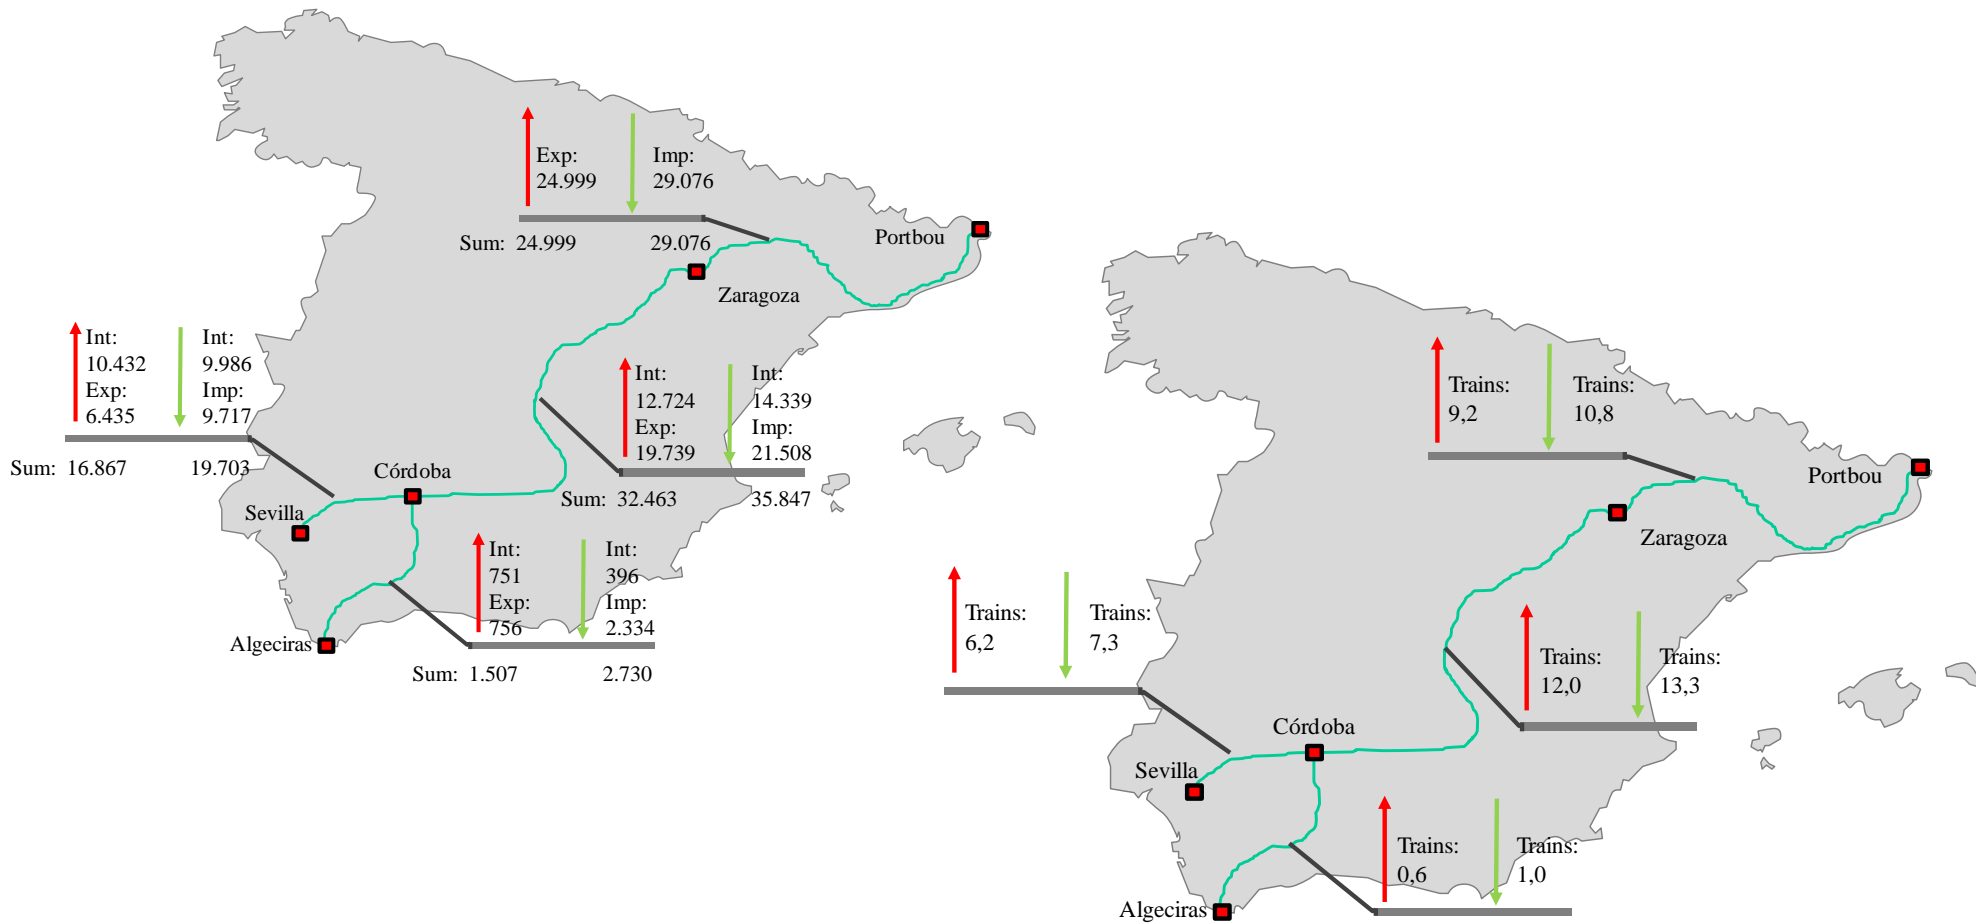 Exp:
24.999
Imp:
29.076
Sum: 24.999 29.076
Portbou
Zaragoza
Int:
10.432
Exp:
6.435
Int:
9.986
Imp:
9.717
Sum: 16.867 19.703
Int:
12.724
Exp:
19.739
Int:
14.339
Imp:
21.508
Sum: 32.463 35.847
Córdoba
Sevilla
Int:
751
Exp:
756
Int:
396
Imp:
2.334
Algeciras
Sum: 1.507 2.730
Trains:
9,2
Trains:
10,8
Portbou
Zaragoza
Trains:
6,2
Trains:
7,3
Trains:
12,0
Trains:
13,3
Córdoba
Sevilla
Trains:
0,6
Trains:
1,0
Algeciras